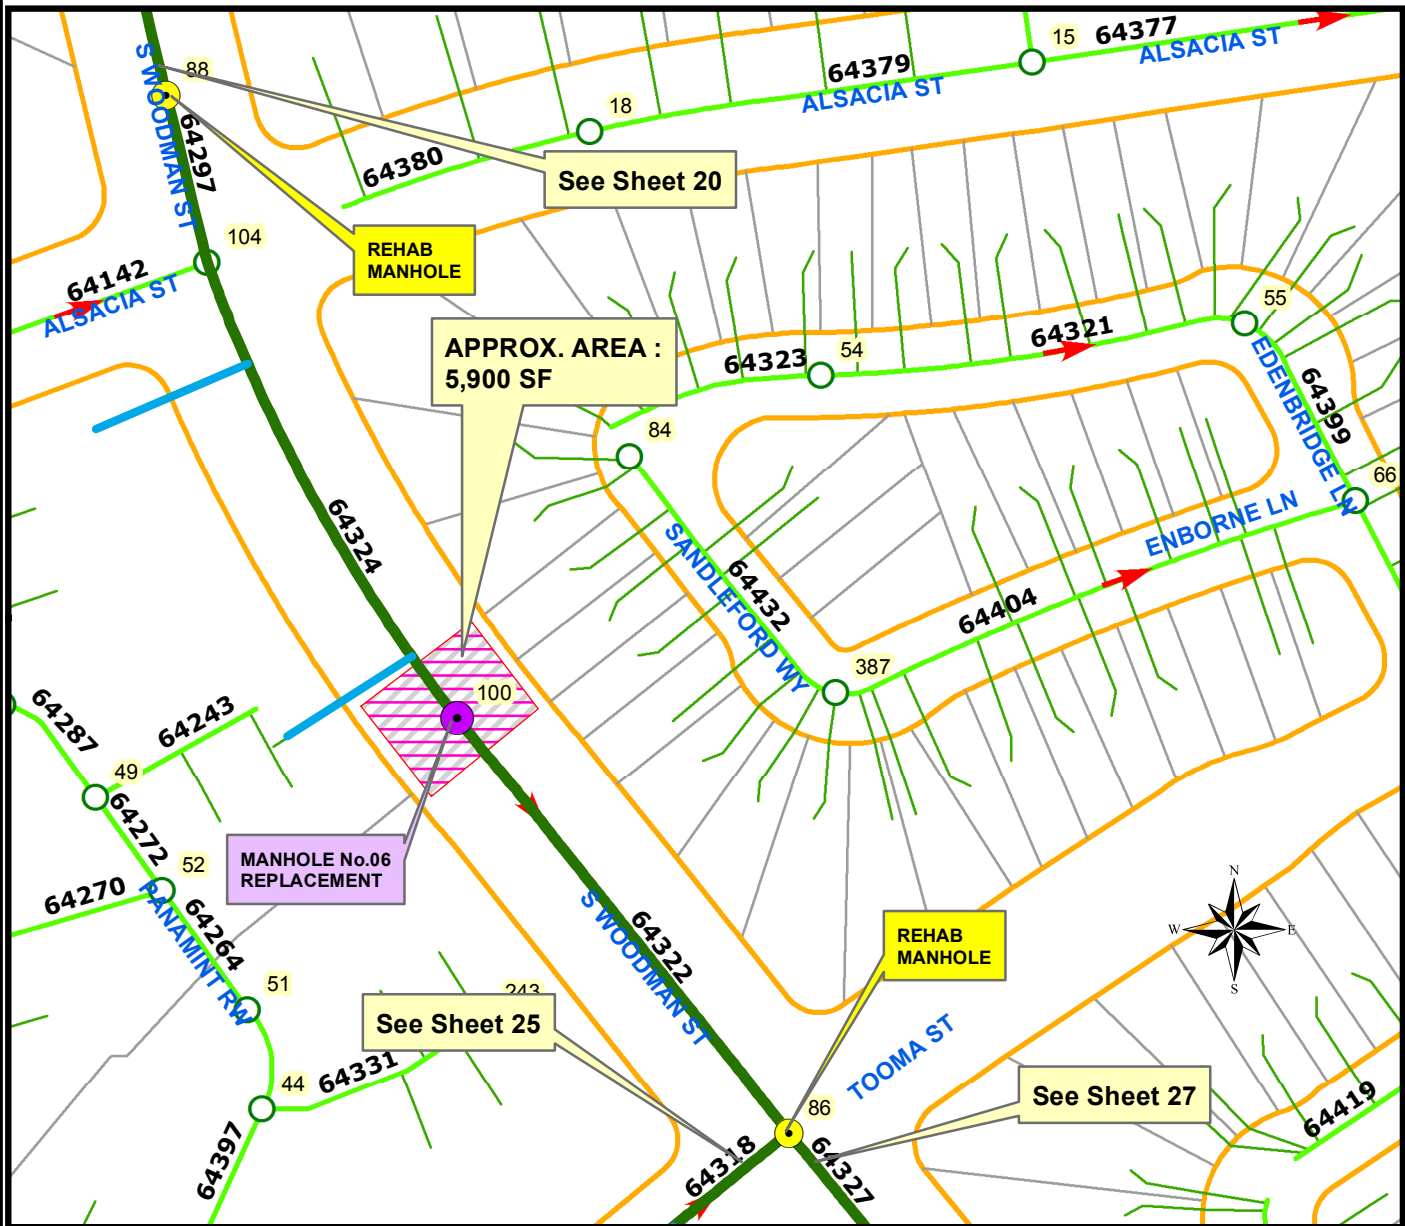 64377
15
ALSACIA ST
S WOODMAN ST
88
64379
ALSACIA ST
18
64297
64380
See Sheet 20
104
REHAB
MANHOLE
64142
ALSACIA ST
55
64321
APPROX. AREA :
5,900 SF
64323
54
EDENBRIDGE LN
64399
84
66
64324
ENBORNE LN
SANDLEFORD WY
64432
64404
387
100
64287
64243
49
64272
MANHOLE No.06
REPLACEMENT
52
64270
PANAMINT RW
64264
N
W
E
S
S WOODMAN ST
64322
REHAB
MANHOLE
51
243
See Sheet 25
TOOMA ST
44
64331
86
See Sheet 27
64419
64397
64318
64327